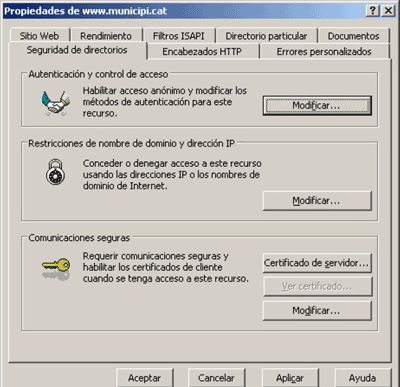 Propiedades de www.municipi.cat
Sitio Web Rendimiento Filtros ISAPI Directorio particular Documentos
Seguridad de directorios Encabezados HTTP Errores personalizados
Autenticación y control de acceso
Habilitar acceso anónimo y modificar los
métodos de autenticación para este
recurso.
Modificar...
Restricciones de nombre de dominio y dirección IP
Conceder o denegar acceso a este recurso
usando las direcciones IP o los nombres de
dominio de Internet.
Modificar...
Comunicaciones seguras
Requerir comunicaciones seguras y
habilitar los certificados de cliente
cuando se tenga acceso a este recurso.
Certificado de servidor...
Ver certificado...
Modificar...
Aceptar Cancelar Aplicar Ayuda